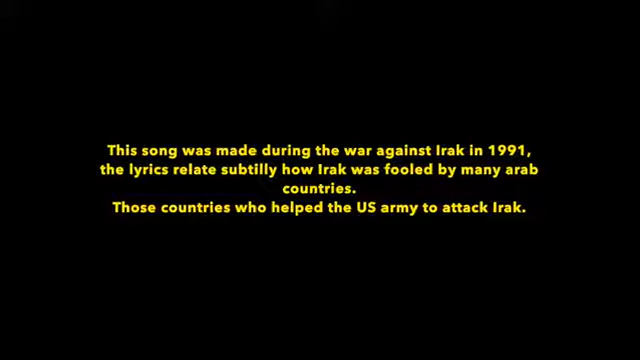 This song was made during the war against Irak in 1991,
the lyrics relate subtilly how Irak was fooled by many arab
countries.
Those countries who helped the US army to attack Irak.